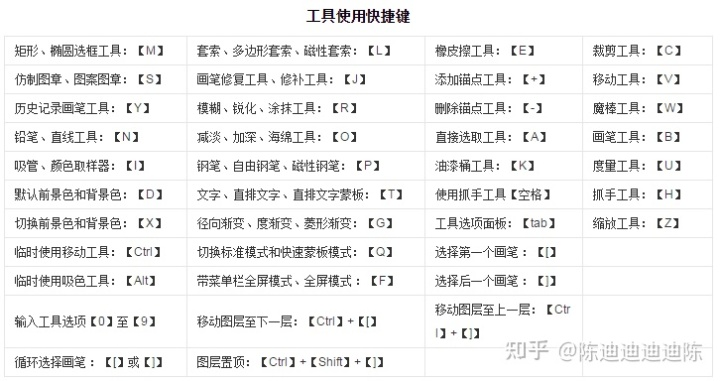 工具使用快捷键
矩形、椭圆选框工具：【M】
套索、多边形套索、磁性套索：【L】
橡皮擦工具：【E】
裁剪工具：【C】
仿制图章、图案图章：【S】
画笔修复工具、修补工具：【J】
添加锚点工具：【+】
移动工具：【V】
历史记录画笔工具：【Y】
模糊、锐化、涂抹工具：【R】
删除锚点工具：【-】
魔棒工具：【W】
铅笔、直线工具：【N】
减淡、加深、海绵工具：【O】
直接选取工具：【A】
画笔工具：【B】
吸管、颜色取样器：【I】
钢笔、自由钢笔、磁性钢笔：【P】
油漆桶工具：【K】
度量工具：【U】
默认前景色和背景色：【D】
文字、直排文字、直排文字蒙板：【T】
使用抓手工具【空格】
抓手工具：【H】
切换前景色和背景色：【X】
径向渐变、度渐变、菱形渐变：【G】
工具选项面板：【tab】
缩放工具：【Z】
临时使用移动工具：【Ctrl】
切换标准模式和快速蒙板模式：【Q】
选择第一个画笔：【[】
临时使用吸色工具：【Alt】
带菜单栏全屏模式、全屏模式：【F】
选择后一个画笔：【]】
输入工具选项【0】至【9】
移动图层至下一层：【Ctrl】+【[】
移动图层至上一层：【Ctr
l】+【]】
循环选择画笔：【[】或【]】
图层置顶：【Ctrl】+【Shift】+【]】
知乎 @陈迪迪迪迪陈